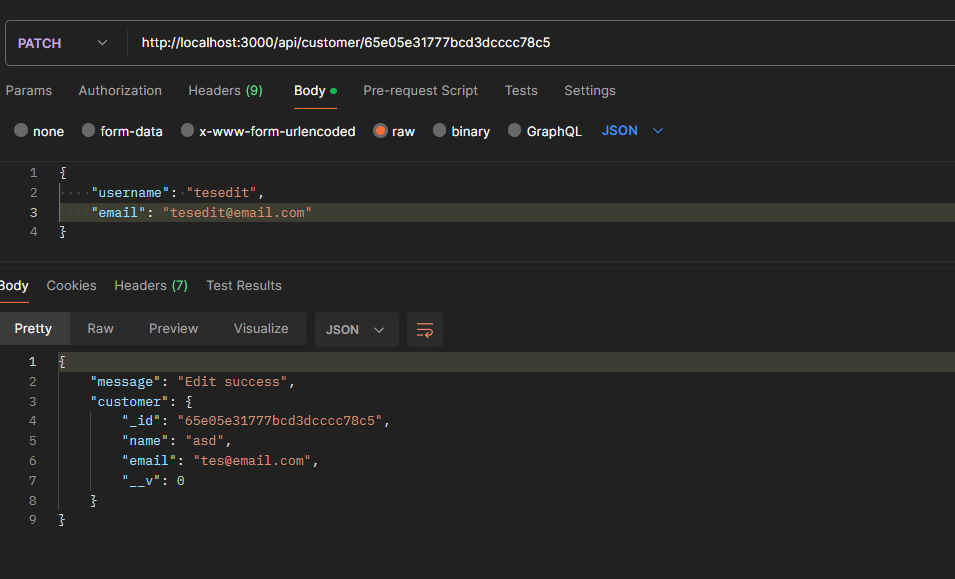 PATCH http://localhost:3000/api/customer/65e05e31777bcd3dcccc78c5
Params Authorization Headers (9) Body Pre-request Script Tests Settings
none form-data x-www-form-urlencoded raw binary GraphQL JSON
1 {
2 "username": "tesedit",
3 "email": "tesedit@email.com"
4 }
Body Cookies Headers (7) Test Results
Pretty Raw Preview Visualize JSON
1 {
2 "message": "Edit success",
3 "customer": {
4 "_id": "65e05e31777bcd3dcccc78c5",
5 "name": "asd",
6 "email": "tes@email.com",
7 "__v": 0
8 }
9 }